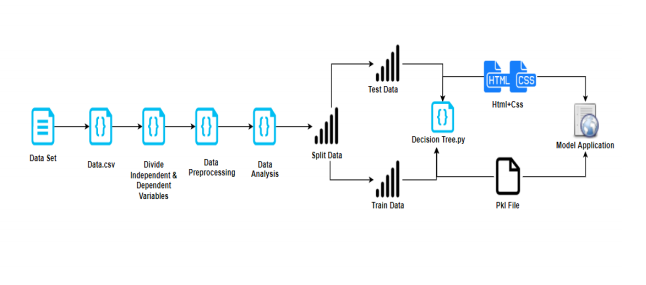 Data Set
Data.csv
Divide
Independent &
Dependent
Variables
Data
Preprocessing
Data
Analysis
Split Data
Test Data
Train Data
Decision Tree.py
HTML
CSS
Html+Css
Pkl File
Model Application